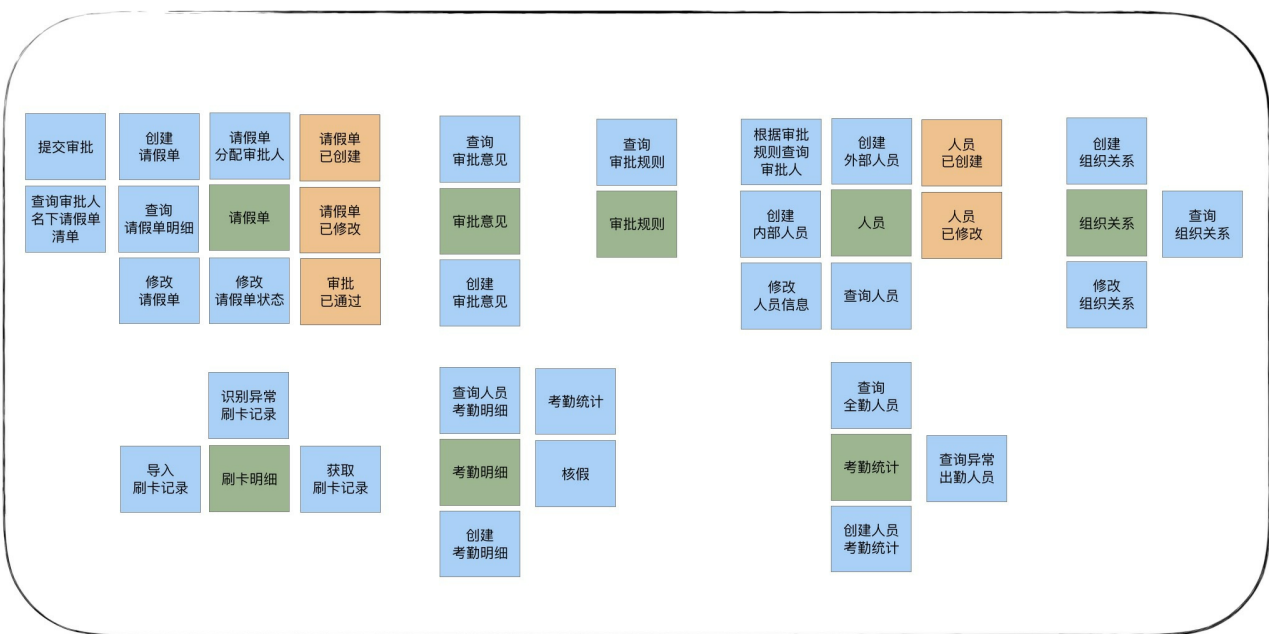 提交审批
创建
请假单
请假单
分配审批人
请假单
已创建
查询审批人
名下请假单
清单
查询
请假单明细
请假单
请假单
已修改
修改
请假单
修改
请假单状态
审批
已通过
查询
审批意见
审批意见
创建
审批意见
查询
审批规则
审批规则
根据审批
规则查询
审批人
创建
外部人员
人员
已创建
创建
内部人员
人员
人员
已修改
修改
人员信息
查询人员
创建
组织关系
组织关系
查询
组织关系
修改
组织关系
识别异常
刷卡记录
导入
刷卡记录
刷卡明细
获取
刷卡记录
查询人员
考勤明细
考勤统计
考勤明细
核假
创建
考勤明细
查询
全勤人员
考勤统计
查询异常
出勤人员
创建人员
考勤统计